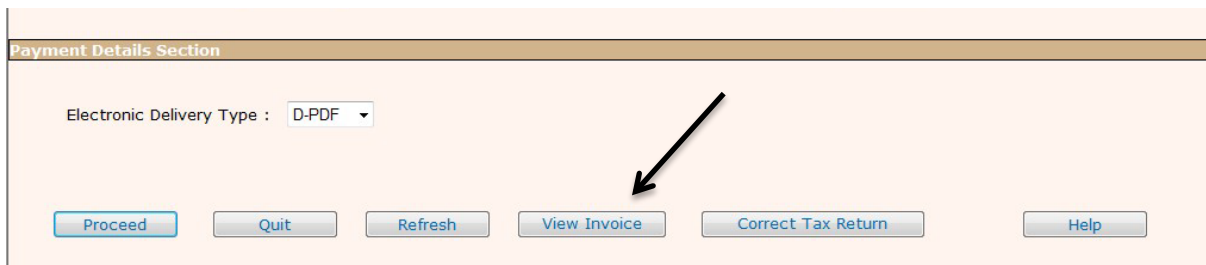 Payment Details Section
Electronic Delivery Type : D-PDF
Proceed Quit Refresh View Invoice Correct Tax Return Help